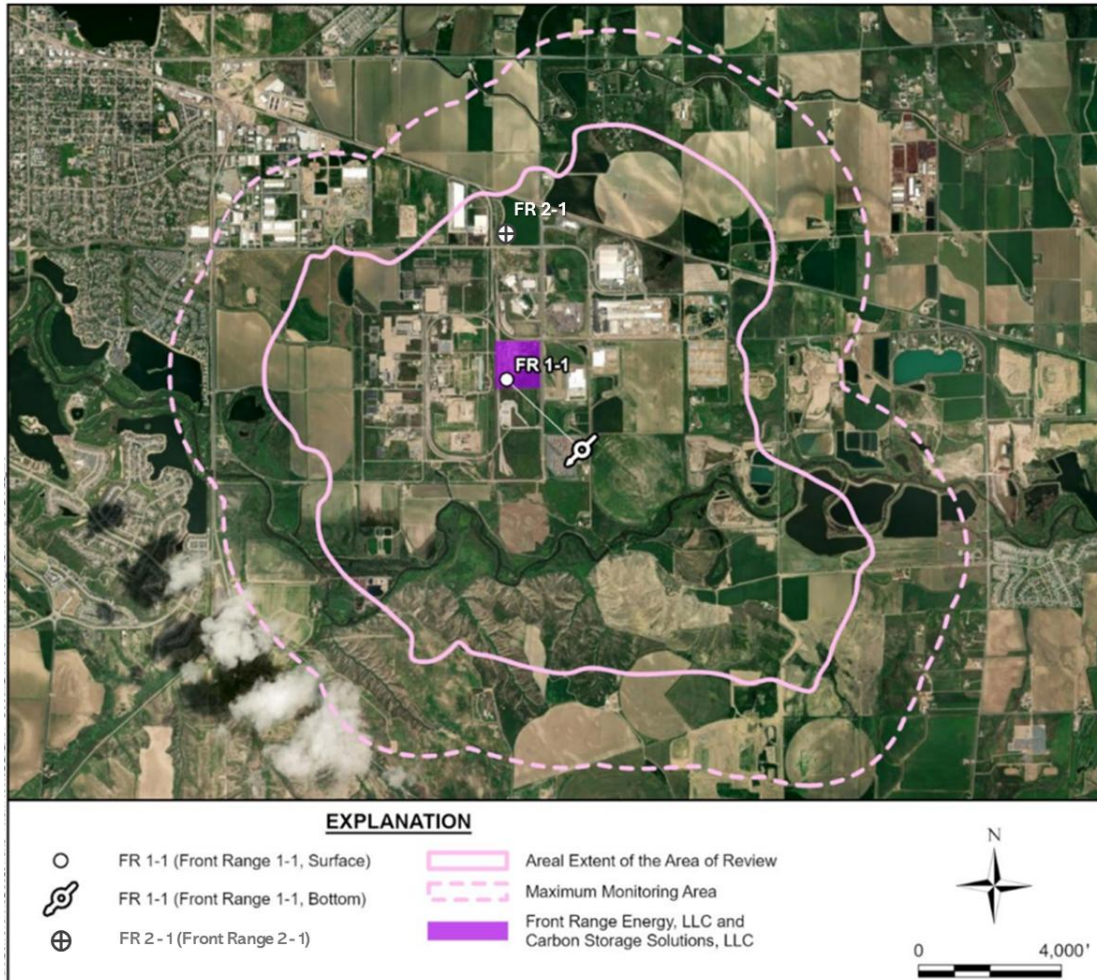 FR 2-1
FR 1-1
EXPLANATION
FR 1-1 (Front Range 1-1, Surface)
FR 1-1 (Front Range 1-1, Bottom)
FR 2-1 (Front Range 2-1)
Areal Extent of the Area of Review
Maximum Monitoring Area
Front Range Energy, LLC and
Carbon Storage Solutions, LLC
N
0 4,000'